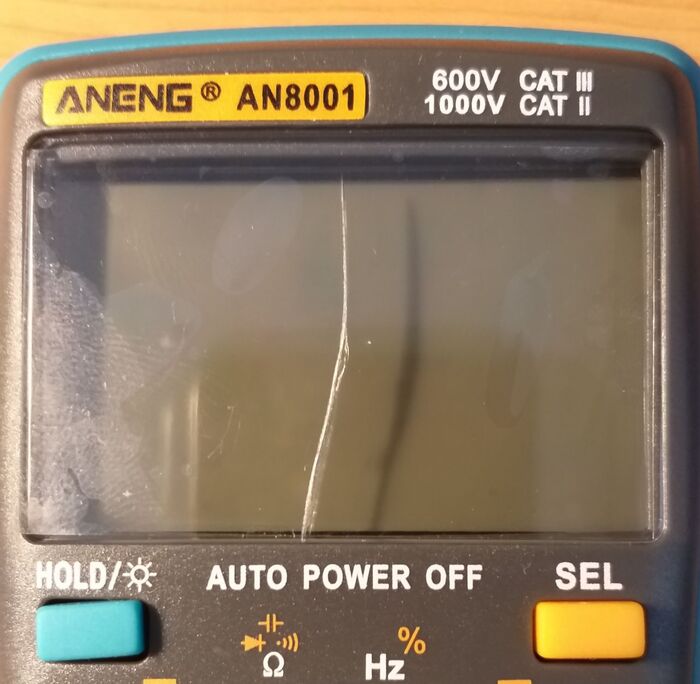 ANENG® AN8001
600V CAT III
1000V CAT II
HOLD/
AUTO POWER OFF
SEL
Ω
Hz
%